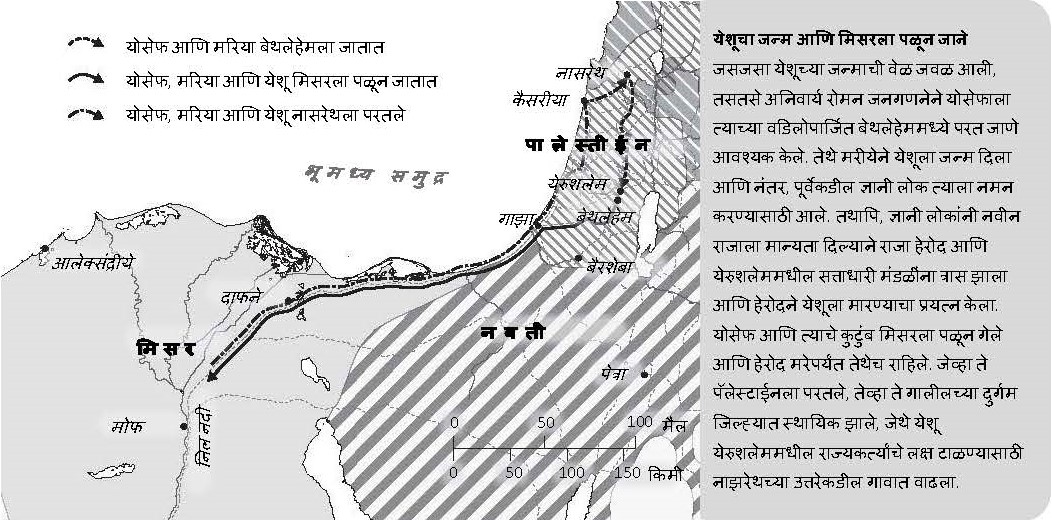 योसेफ आणि मरिया बेथलेहेमला जातात
योसेफ, मरिया आणि येशू मिसरला पळून जातात
योसेफ, मरिया आणि येशू नासरेथला परतले
नासरेथ
कैसरीया
पालेस्तीईन
भूमध्य समुद्र
येरुशलेम
गाझा
बेथलेहेम
बैरशेबा
आलेक्संद्रीये
दाफने
मिसर
नबती
पेत्रा
मोफ
निल नदी
0 50 100 मैल
0 50 100 150 किमी
येशूचा जन्म आणि मिसरला पळून जाने
जसजसा येशूच्या जन्माची वेळ जवळ आली,
तसतसे अनिवार्य रोमन जनगणनेने योसेफाला
त्याच्या वडिलोपार्जित बेथलेहेममध्ये परत जाणे
आवश्यक केले. तेथे मरीयेने येशूला जन्म दिला
आणि नंतर, पूर्वेकडील ज्ञानी लोक त्याला नमन
करण्यासाठी आले. तथापि, ज्ञानी लोकांनी नवीन
राजाला मान्यता दिल्याने राजा हेरोद आणि
येरुशलेममधील सत्ताधारी मंडळींना त्रास झाला
आणि हेरोदने येशूला मारण्याचा प्रयत्न केला.
योसेफ आणि त्याचे कुटुंब मिसरला पळून गेले
आणि हेरोद मरेपर्यंत तेथेच राहिले. जेव्हा ते
पॅलेस्टाईनला परतले, तेव्हा ते गालीलच्या दुर्गम
जिल्ह्यात स्थायिक झाले, जेथे येशू
येरुशलेममधील राज्यकर्त्यांचे लक्ष टाळण्यासाठी
नाझरेथच्या उत्तरेकडील गावात वाढला.